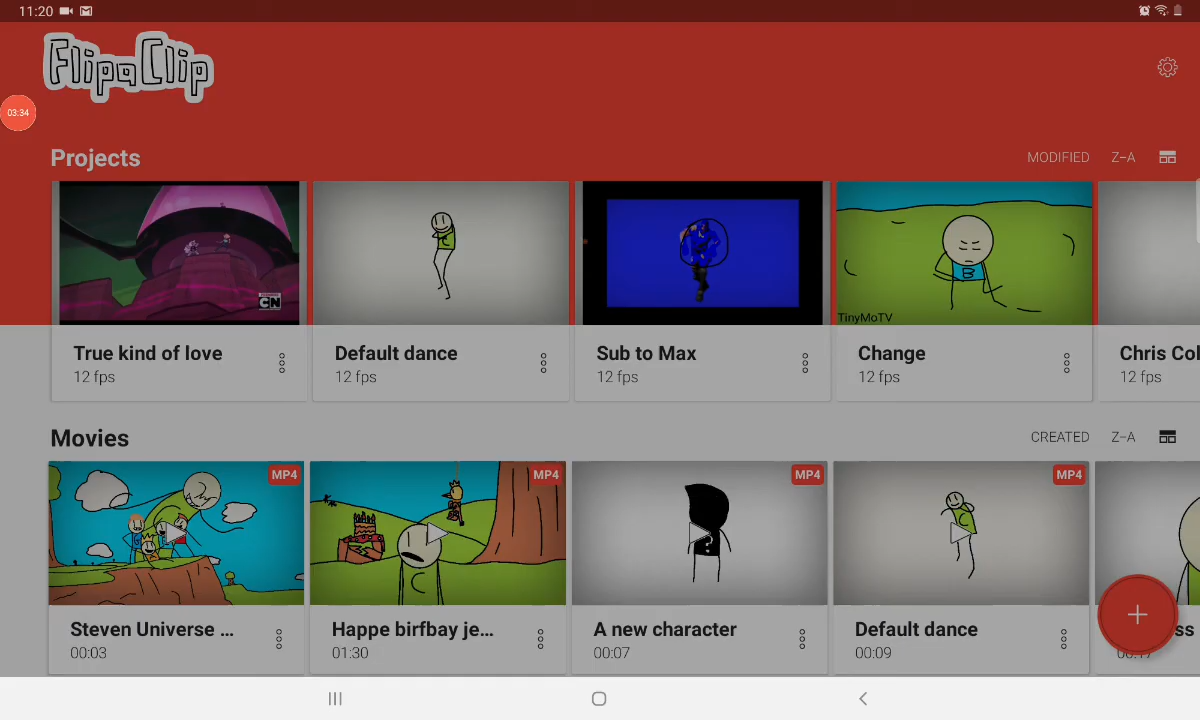 11:20
FlipaClip
03:34
Projects
MODIFIED Z–A
CN
TinyMoTV
True kind of love
12 fps
Default dance
12 fps
Sub to Max
12 fps
Change
12 fps
Chris Col
12 fps
Movies
CREATED Z–A
MP4
MP4
MP4
MP4
Steven Universe ...
00:03
Happe birfbay je...
01:30
A new character
00:07
Default dance
00:09
ss